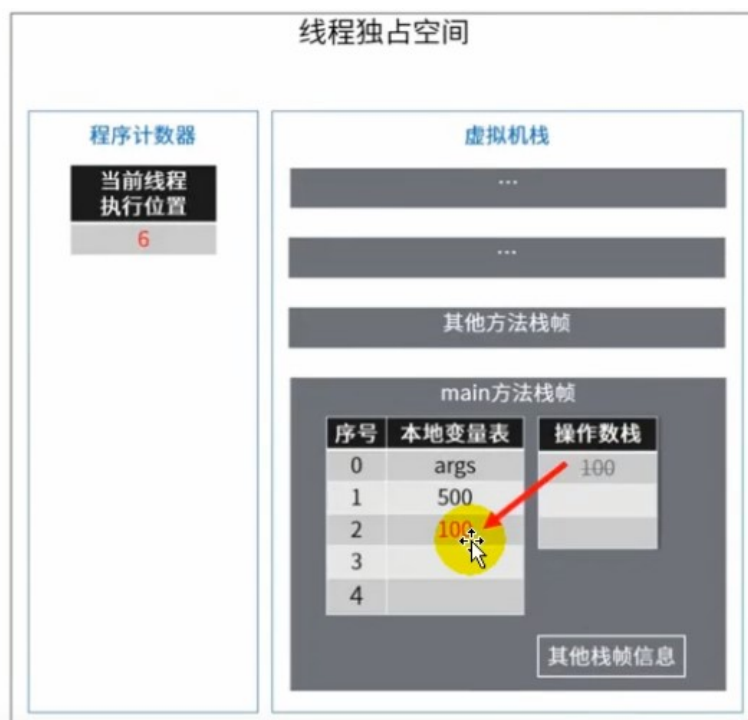 线程独占空间
程序计数器
当前线程
执行位置
6
虚拟机栈
...
...
其他方法栈帧
main方法栈帧
序号 本地变量表
0 args
1 500
2 100
3
4
操作数栈
100
其他栈帧信息